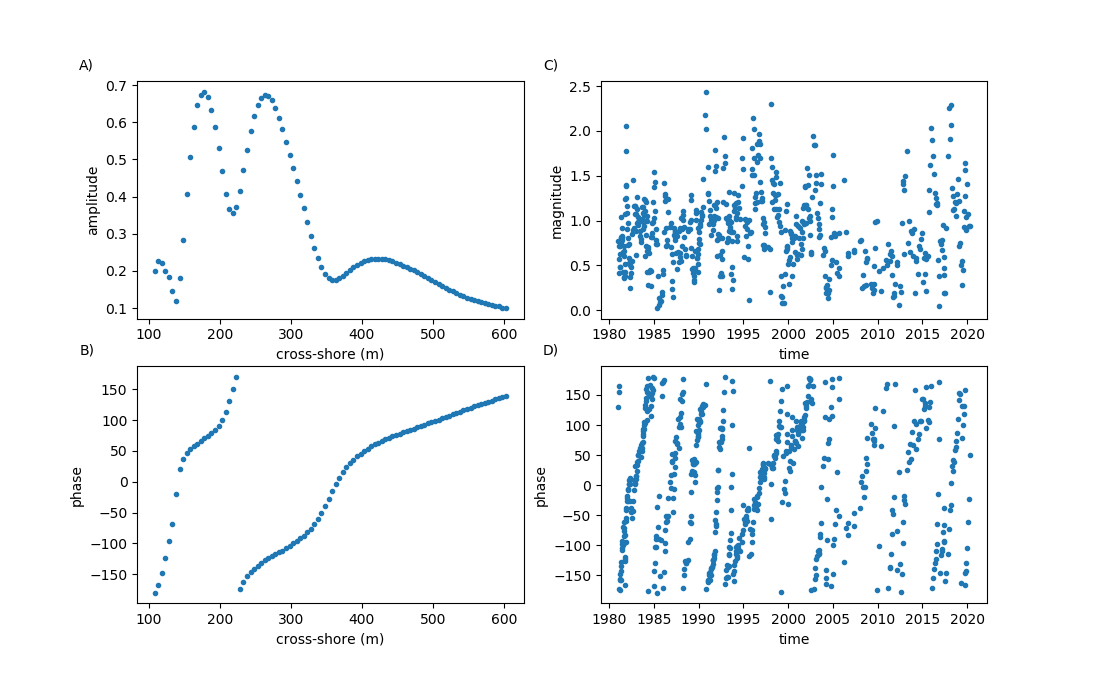 A)
0.7
0.6
0.5
0.4
0.3
0.2
0.1
amplitude
100 200 300 400 500 600
cross-shore (m)
B)
150
100
50
0
−50
−100
−150
phase
100 200 300 400 500 600
cross-shore (m)
C)
2.5
2.0
1.5
1.0
0.5
0.0
magnitude
1980 1985 1990 1995 2000 2005 2010 2015 2020
time
D)
150
100
50
0
−50
−100
−150
phase
1980 1985 1990 1995 2000 2005 2010 2015 2020
time